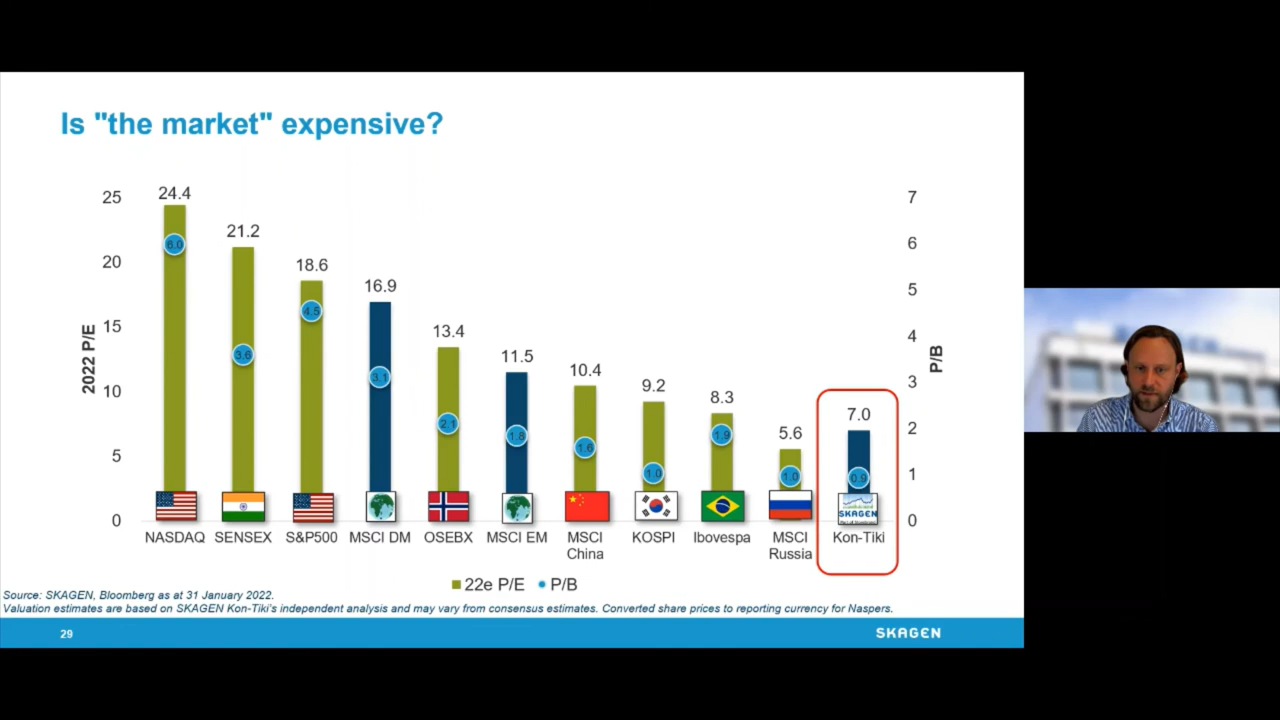 Is "the market" expensive?
25
20
15
10
5
0
2022 P/E
24.4
21.2
18.6
16.9
13.4
11.5
10.4
9.2
8.3
5.6
7.0
6.0
3.6
4.5
3.1
2.1
1.8
1.6
1.0
1.9
1.0
0.9
7
6
5
4
3
2
1
0
P/B
SKAGEN
NASDAQ
SENSEX
S&P500
MSCI DM
OSEBX
MSCI EM
MSCI
China
KOSPI
Ibovespa
MSCI
Russia
Kon-Tiki
22e P/E
P/B
Source: SKAGEN, Bloomberg as at 31 January 2022.
Valuation estimates are based on SKAGEN Kon-Tiki's independent analysis and may vary from consensus estimates. Converted share prices to reporting currency for Naspers.
29
SKAGEN